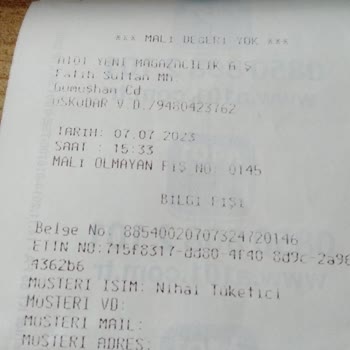 *** MALI DEGERI YOK ***
A101 YENI MAGAZACILIK A.S
Fatih Sultan Mh.
Gumushan Cd
USKUDAR V.D./9480423762
TARIH: 07.07.2023
SAAT : 15:33
MALI OLMAYAN FIS NO: 0145
BILGI FISI
Belge No: 88540020707324720146
ETTN NO:715f8317-dd80-4f40-8d9c-2a98
4362b6
MUSTERI ISIM: Nihai Tuketici
MUSTERI VD:
MUSTERI MAIL:
MUSTERI ADRES: